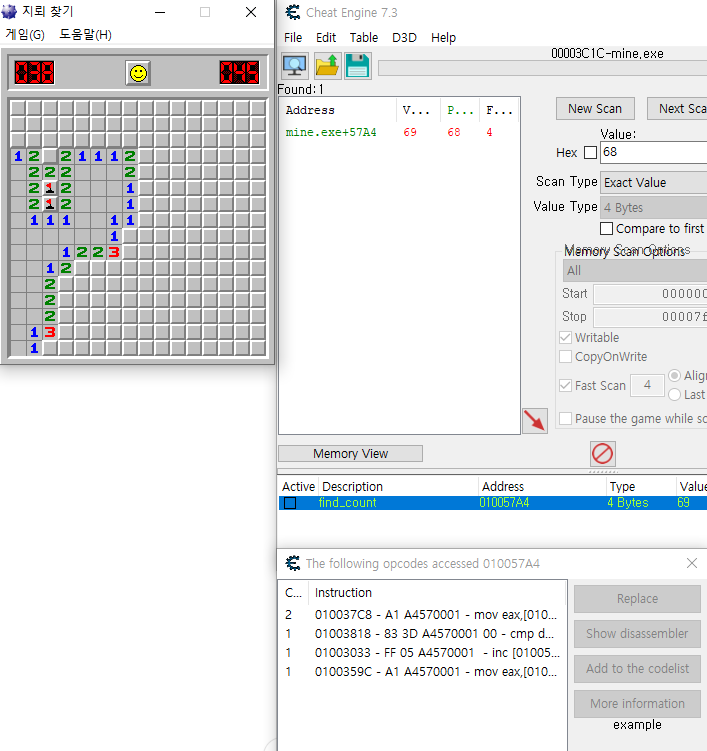 지뢰 찾기
게임(G) 도움말(H)
1 2 2 1 1 1 2
2 2 2 2
2 1 2 1
2 1 2 1
1 1 1 1 1
1
1 2 2 3
1 2
2
2
2
1 3
1
Cheat Engine 7.3
File Edit Table D3D Help
00003C1C-mine.exe
Found:1
Address V... P... F...
mine.exe+57A4 69 68 4
New Scan Next Sca
Value:
Hex 68
Scan Type Exact Value
Value Type 4 Bytes
Compare to first
Memory Scan Options
All
Start 000000
Stop 00007f
Writable
CopyOnWrite
Fast Scan 4 Align
Last
Pause the game while sc
Memory View
Active Description Address Type Value
find_count 010057A4 4 Bytes 69
The following opcodes accessed 010057A4
C... Instruction
2 010037C8 - A1 A4570001 - mov eax,[010...
1 01003818 - 83 3D A4570001 00 - cmp d...
1 01003033 - FF 05 A4570001 - inc [01005...
1 0100359C - A1 A4570001 - mov eax,[010...
Replace
Show disassembler
Add to the codelist
More information
example